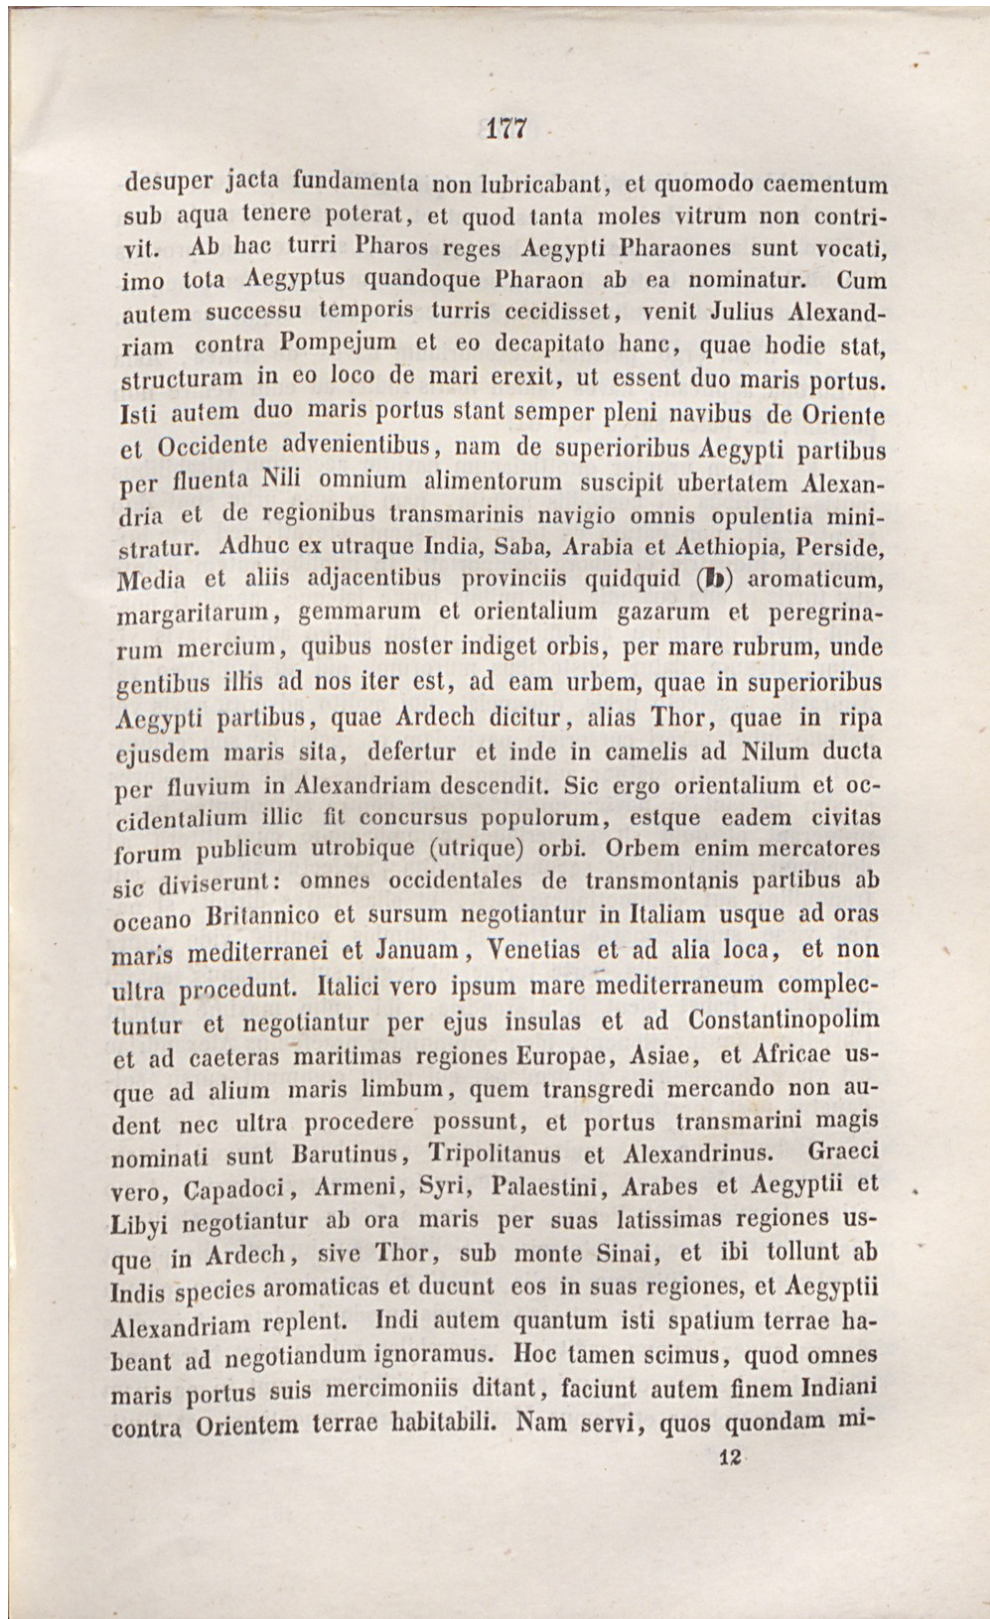 177
desuper jacta fundamenta non lubricabant, et quomodo caementum
sub aqua tenere poterat, et quod tanta moles vitrum non contri-
vit. Ab hac turri Pharos reges Aegypti Pharaones sunt vocati,
imo tota Aegyptus quandoque Pharaon ab ea nominatur. Cum
autem successu temporis turris cecidisset, venit Julius Alexand-
riam contra Pompejum et eo decapitato hanc, quae hodie stat,
structuram in eo loco de mari erexit, ut essent duo maris portus.
Isti autem duo maris portus stant semper pleni navibus de Oriente
et Occidente advenientibus, nam de superioribus Aegypti partibus
per fluenta Nili omnium alimentorum suscipit ubertatem Alexan-
dria et de regionibus transmarinis navigio omnis opulentia mini-
stratur. Adhuc ex utraque India, Saba, Arabia et Aethiopia, Perside,
Media et aliis adjacentibus provinciis quidquid (b) aromaticum,
margaritarum, gemmarum et orientalium gazarum et peregrina-
rum mercium, quibus noster indiget orbis, per mare rubrum, unde
gentibus illis ad nos iter est, ad eam urbem, quae in superioribus
Aegypti partibus, quae Ardech dicitur, alias Thor, quae in ripa
ejusdem maris sita, defertur et inde in camelis ad Nilum ducta
per fluvium in Alexandriam descendit. Sic ergo orientalium et oc-
cidentalium illic fit concursus populorum, estque eadem civitas
forum publicum utrobique (utrique) orbi. Orbem enim mercatores
sic diviserunt: omnes occidentales de transmontanis partibus ab
oceano Britannico et sursum negotiantur in Italiam usque ad oras
maris mediterranei et Januam, Venetias et ad alia loca, et non
ultra procedunt. Italici vero ipsum mare mediterraneum complec-
tuntur et negotiantur per ejus insulas et ad Constantinopolim
et ad caeteras maritimas regiones Europae, Asiae, et Africae us-
que ad alium maris limbum, quem transgredi mercando non au-
dent nec ultra procedere possunt, et portus transmarini magis
nominati sunt Barutinus, Tripolitanus et Alexandrinus. Graeci
vero, Capadoci, Armeni, Syri, Palaestini, Arabes et Aegyptii et
Libyi negotiantur ab ora maris per suas latissimas regiones us-
que in Ardech, sive Thor, sub monte Sinai, et ibi tollunt ab
Indis species aromaticas et ducunt eos in suas regiones, et Aegyptii
Alexandriam replent. Indi autem quantum isti spatium terrae ha-
beant ad negotiandum ignoramus. Hoc tamen scimus, quod omnes
maris portus suis mercimoniis ditant, faciunt autem finem Indiani
contra Orientem terrae habitabili. Nam servi, quos quondam mi-
12